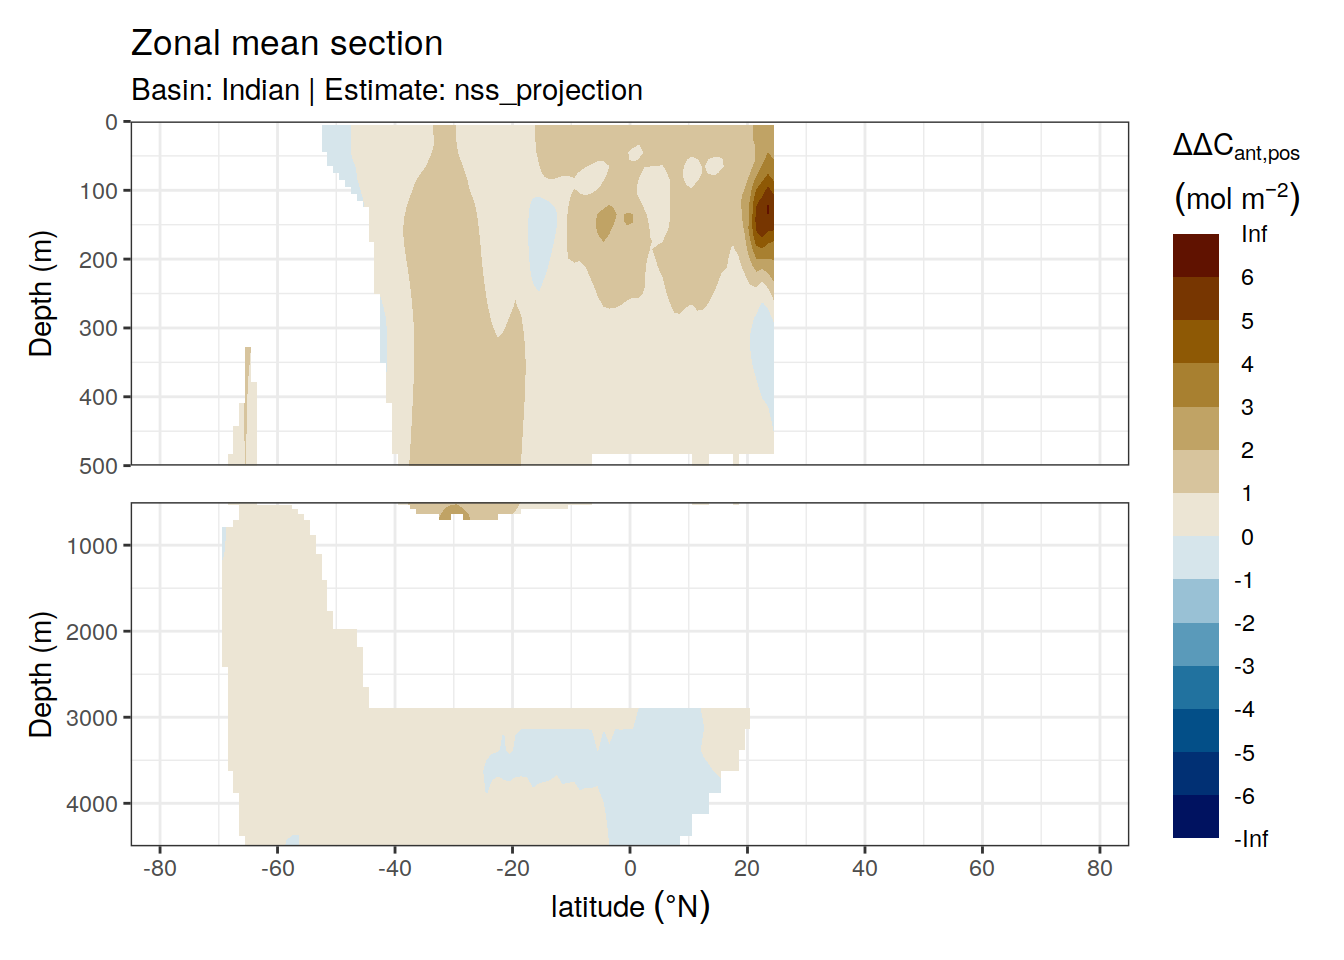 Zonal mean section
Basin: Indian | Estimate: nss_projection
0
100
200
300
400
500
Depth (m)
1000
2000
3000
4000
Depth (m)
-80 -60 -40 -20 0 20 40 60 80
latitude (°N)
ΔΔCant,pos
(mol m−2)
Inf
6
5
4
3
2
1
0
-1
-2
-3
-4
-5
-6
-Inf